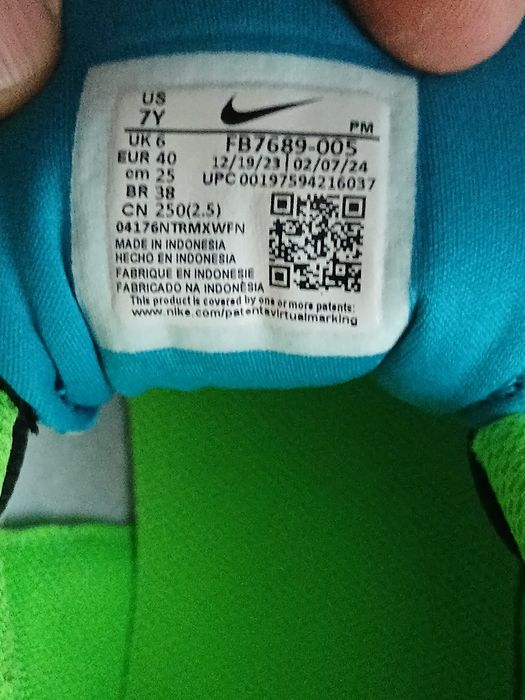 US
7Y
PM
UK 6
FB7689-005
EUR 40
12/19/23 | 02/07/24
cm 25
UPC 00197594216037
BR 38
CN 250(2.5)
04176NTRMXWFN
MADE IN INDONESIA
HECHO EN INDONESIA
FABRIQUE EN INDONESIE
FABRICADO NA INDONÉSIA
This product is covered by one or more patents:
www.nike.com/patentsvirtualmarking